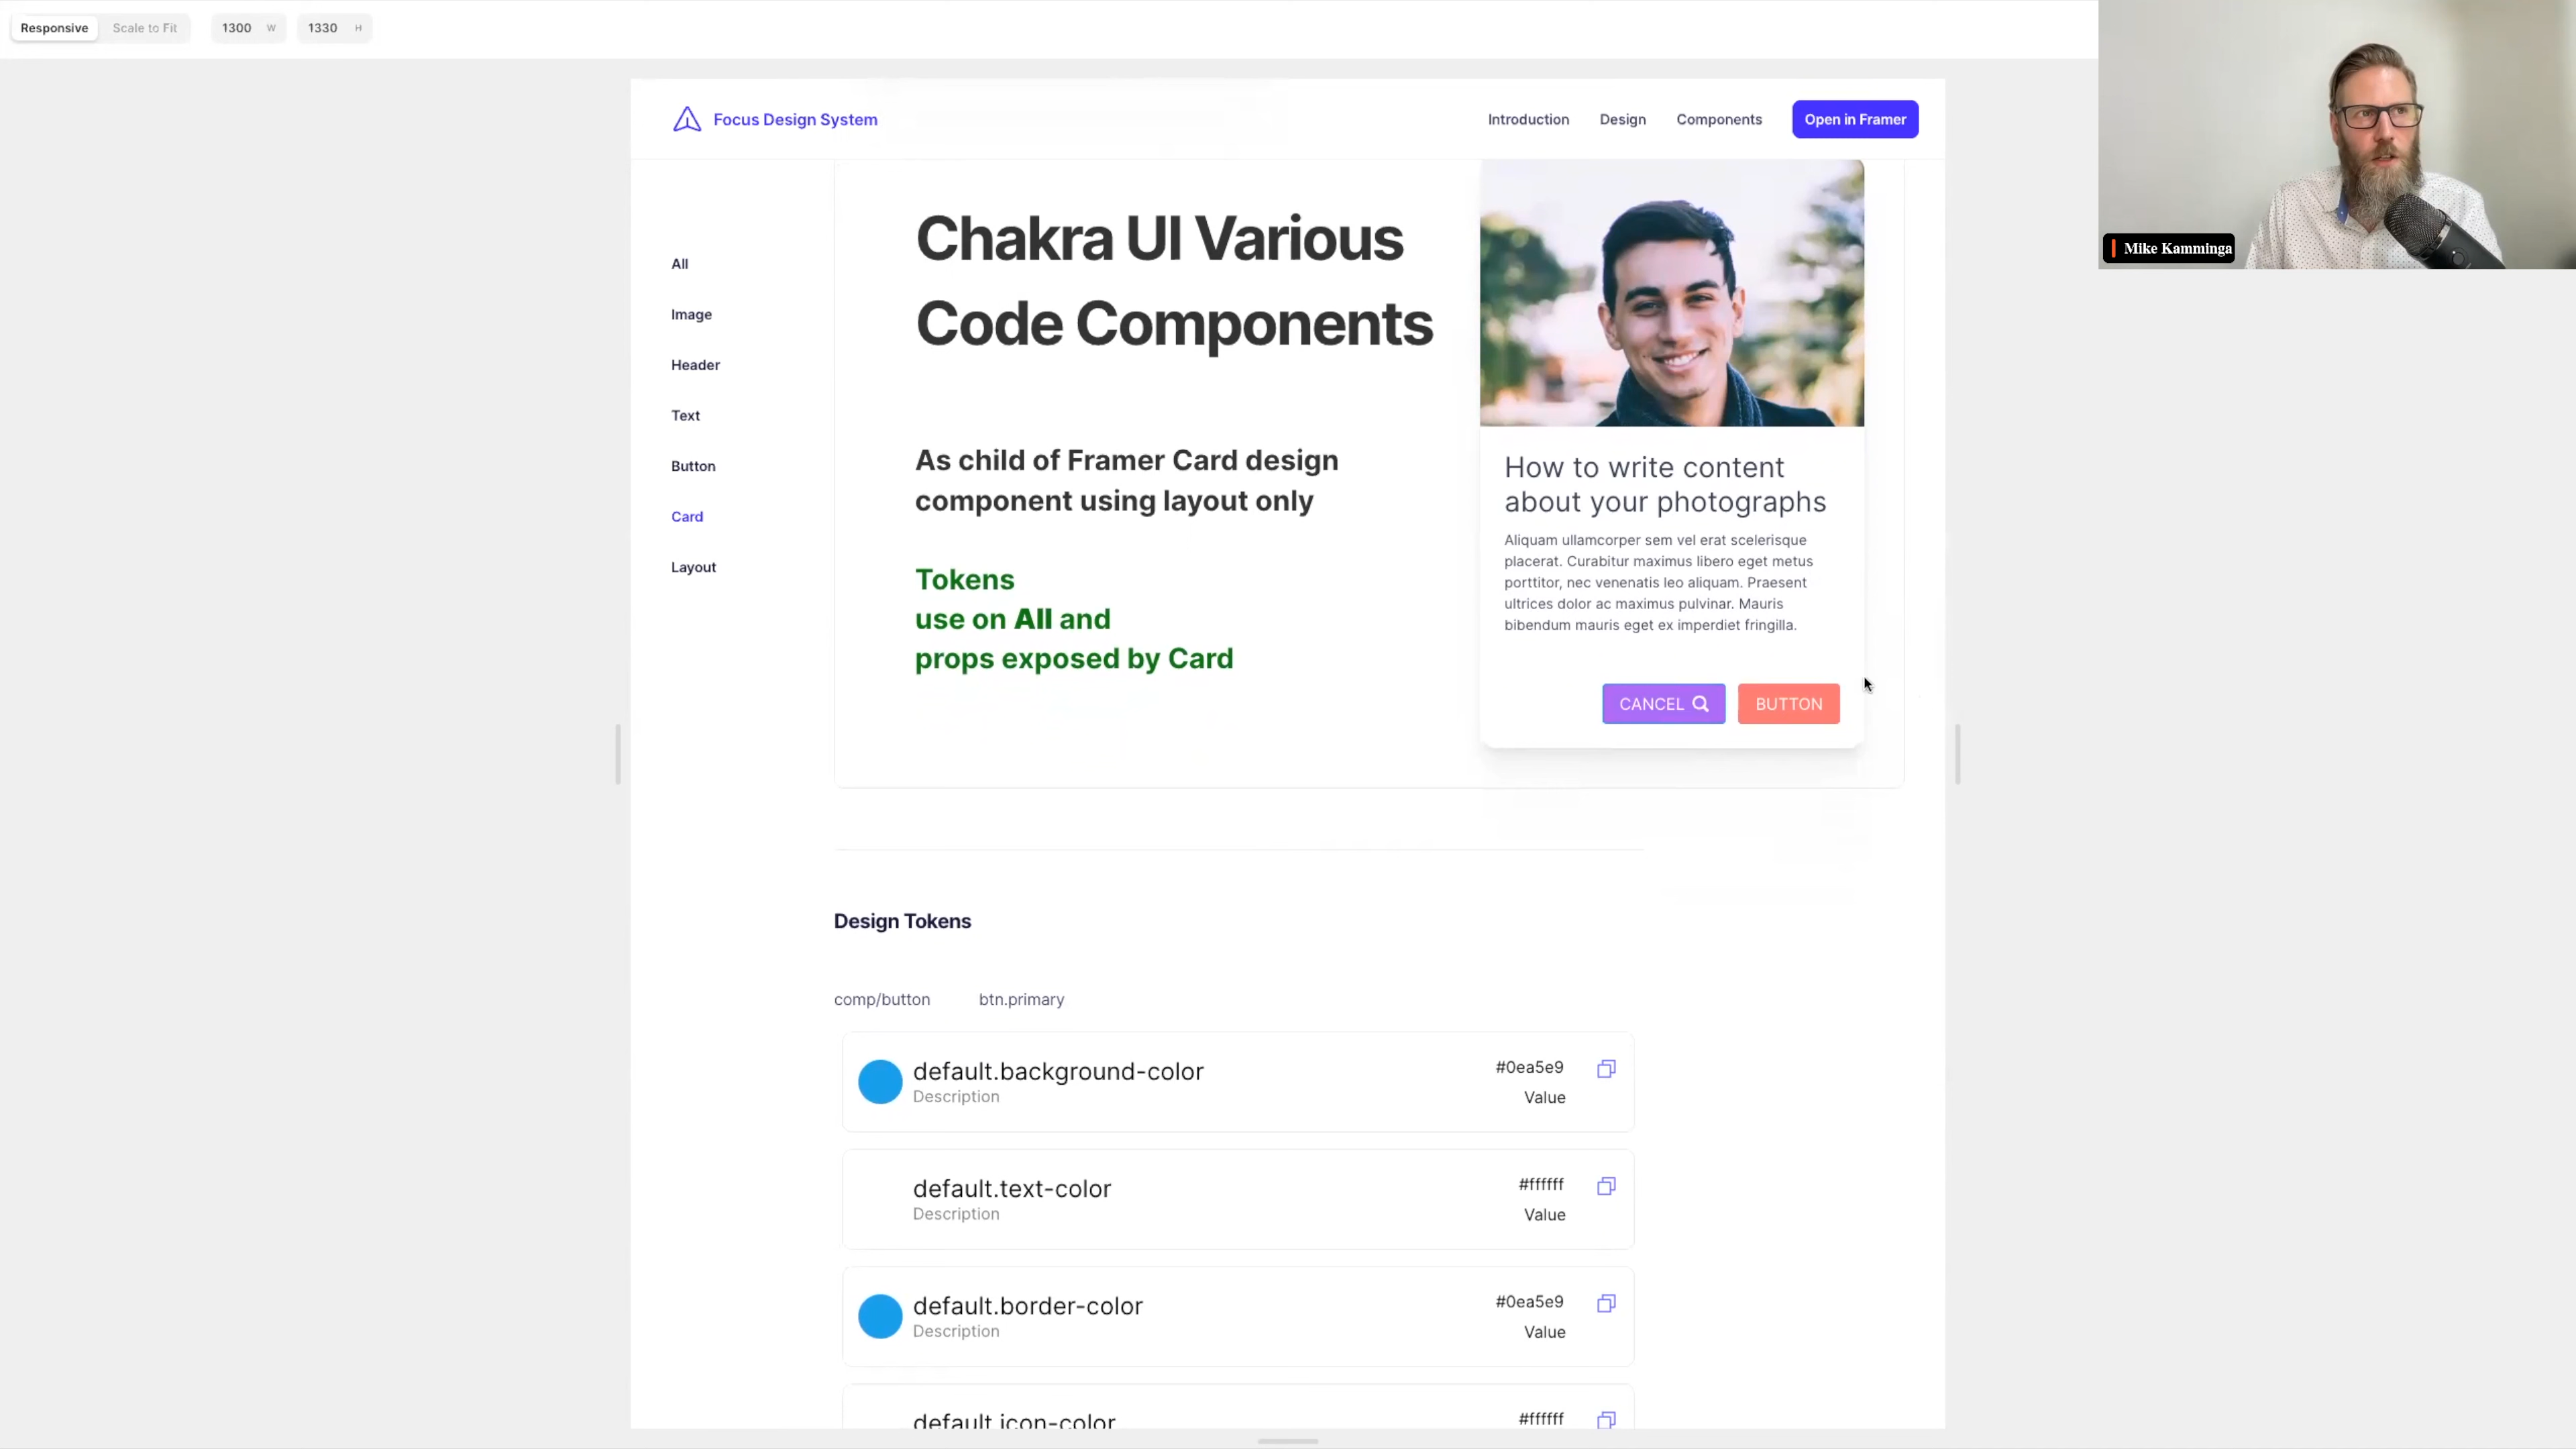 Responsive Scale to Fit 1300 W 1330 H
Mike Kamminga
Focus Design System
Introduction Design Components Open in Framer
All
Image
Header
Text
Button
Card
Layout
Chakra UI Various
Code Components
As child of Framer Card design
component using layout only
Tokens
use on All and
props exposed by Card
How to write content
about your photographs
Aliquam ullamcorper sem vel erat scelerisque
placerat. Curabitur maximus libero eget metus
porttitor, nec venenatis leo aliquam. Praesent
ultrices dolor ac maximus pulvinar. Mauris
bibendum mauris eget ex imperdiet fringilla.
CANCEL BUTTON
Design Tokens
comp/button btn.primary
default.background-color #0ea5e9
Description Value
default.text-color #ffffff
Description Value
default.border-color #0ea5e9
Description Value
default.icon-color #ffffff